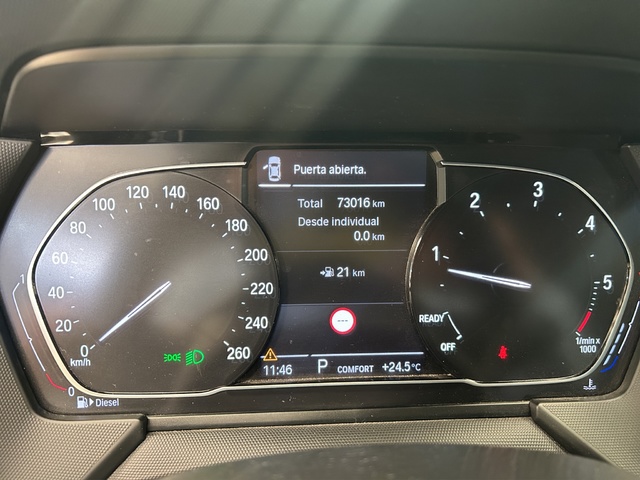 Puerta abierta.
Total 73016 km
Desde individual
0.0 km
21 km
---
11:46 P COMFORT +24.5°C
0 20 40 60 80 100 120 140 160 180 200 220 240 260
km/h
1
0
Diesel
1 2 3 4 5
READY
OFF
1/min x
1000